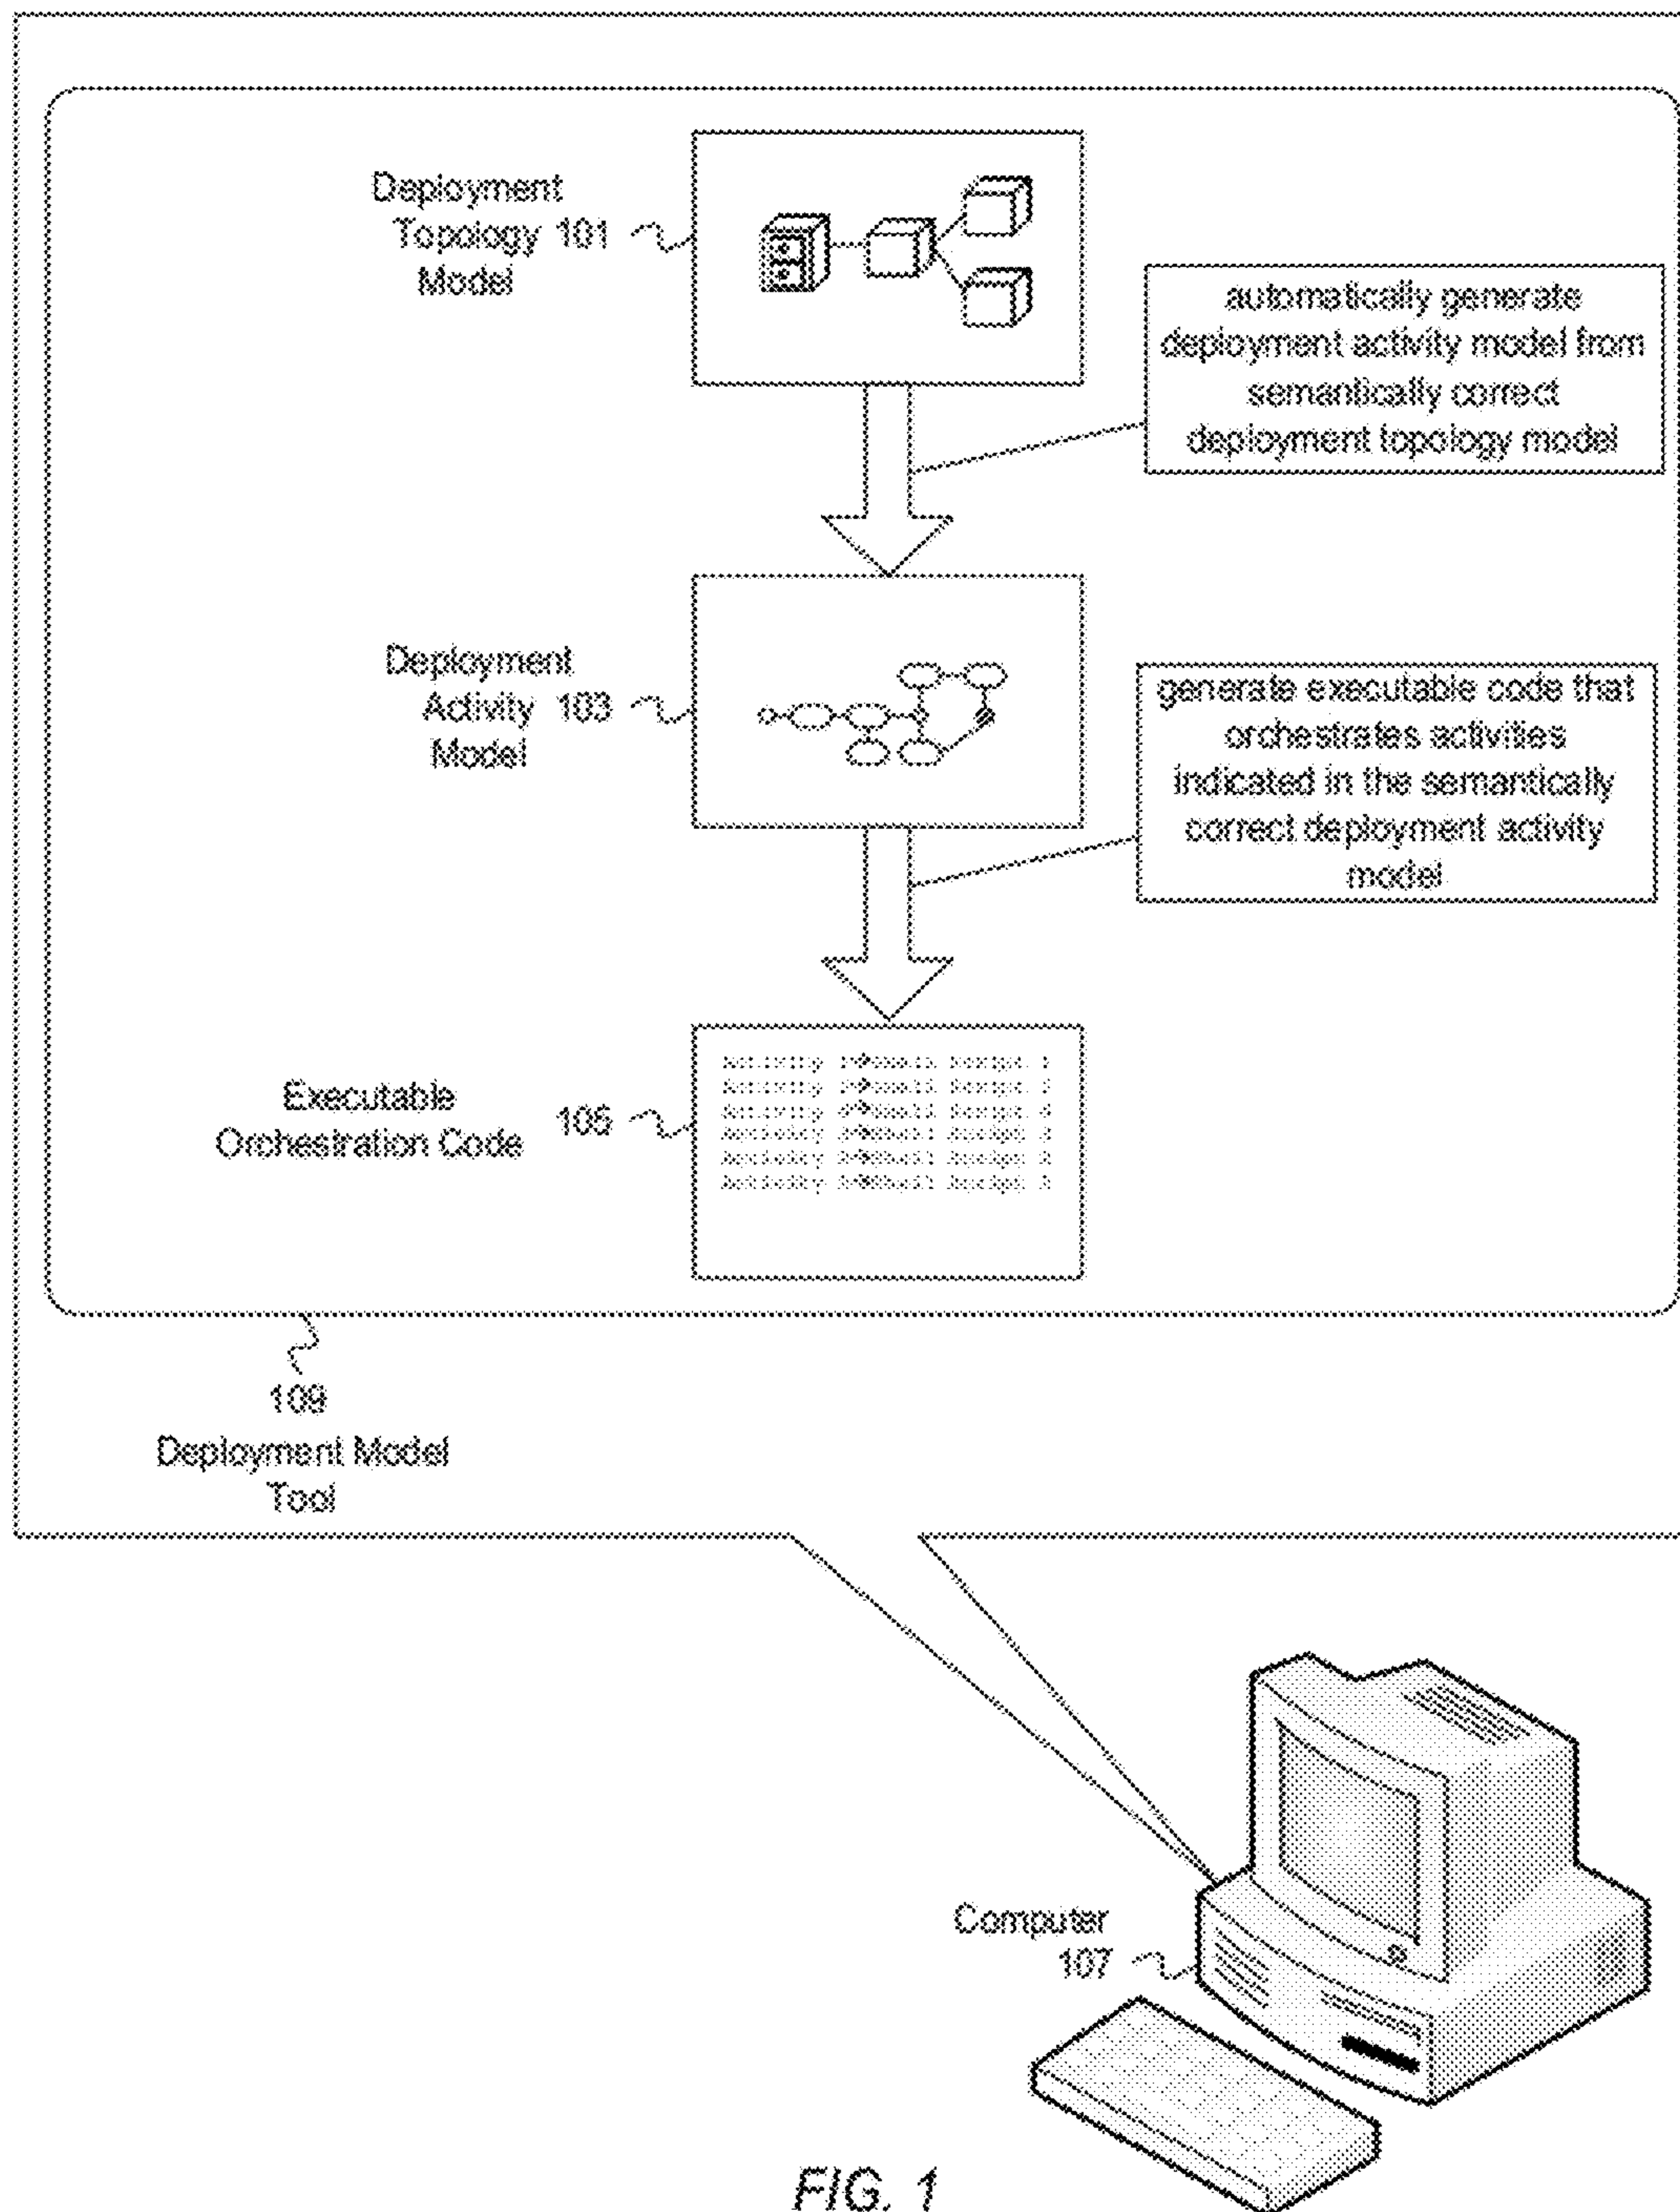 Deployment
Topology 101
Model
automatically generate
deployment activity model from
semantically correct
deployment topology model
Deployment
Activity 103
Model
generate executable code that
orchestrates activities
indicated in the semantically
correct deployment activity
model
Executable
Orchestration Code 105
109
Deployment Model
Tool
Computer
107
FIG. 1